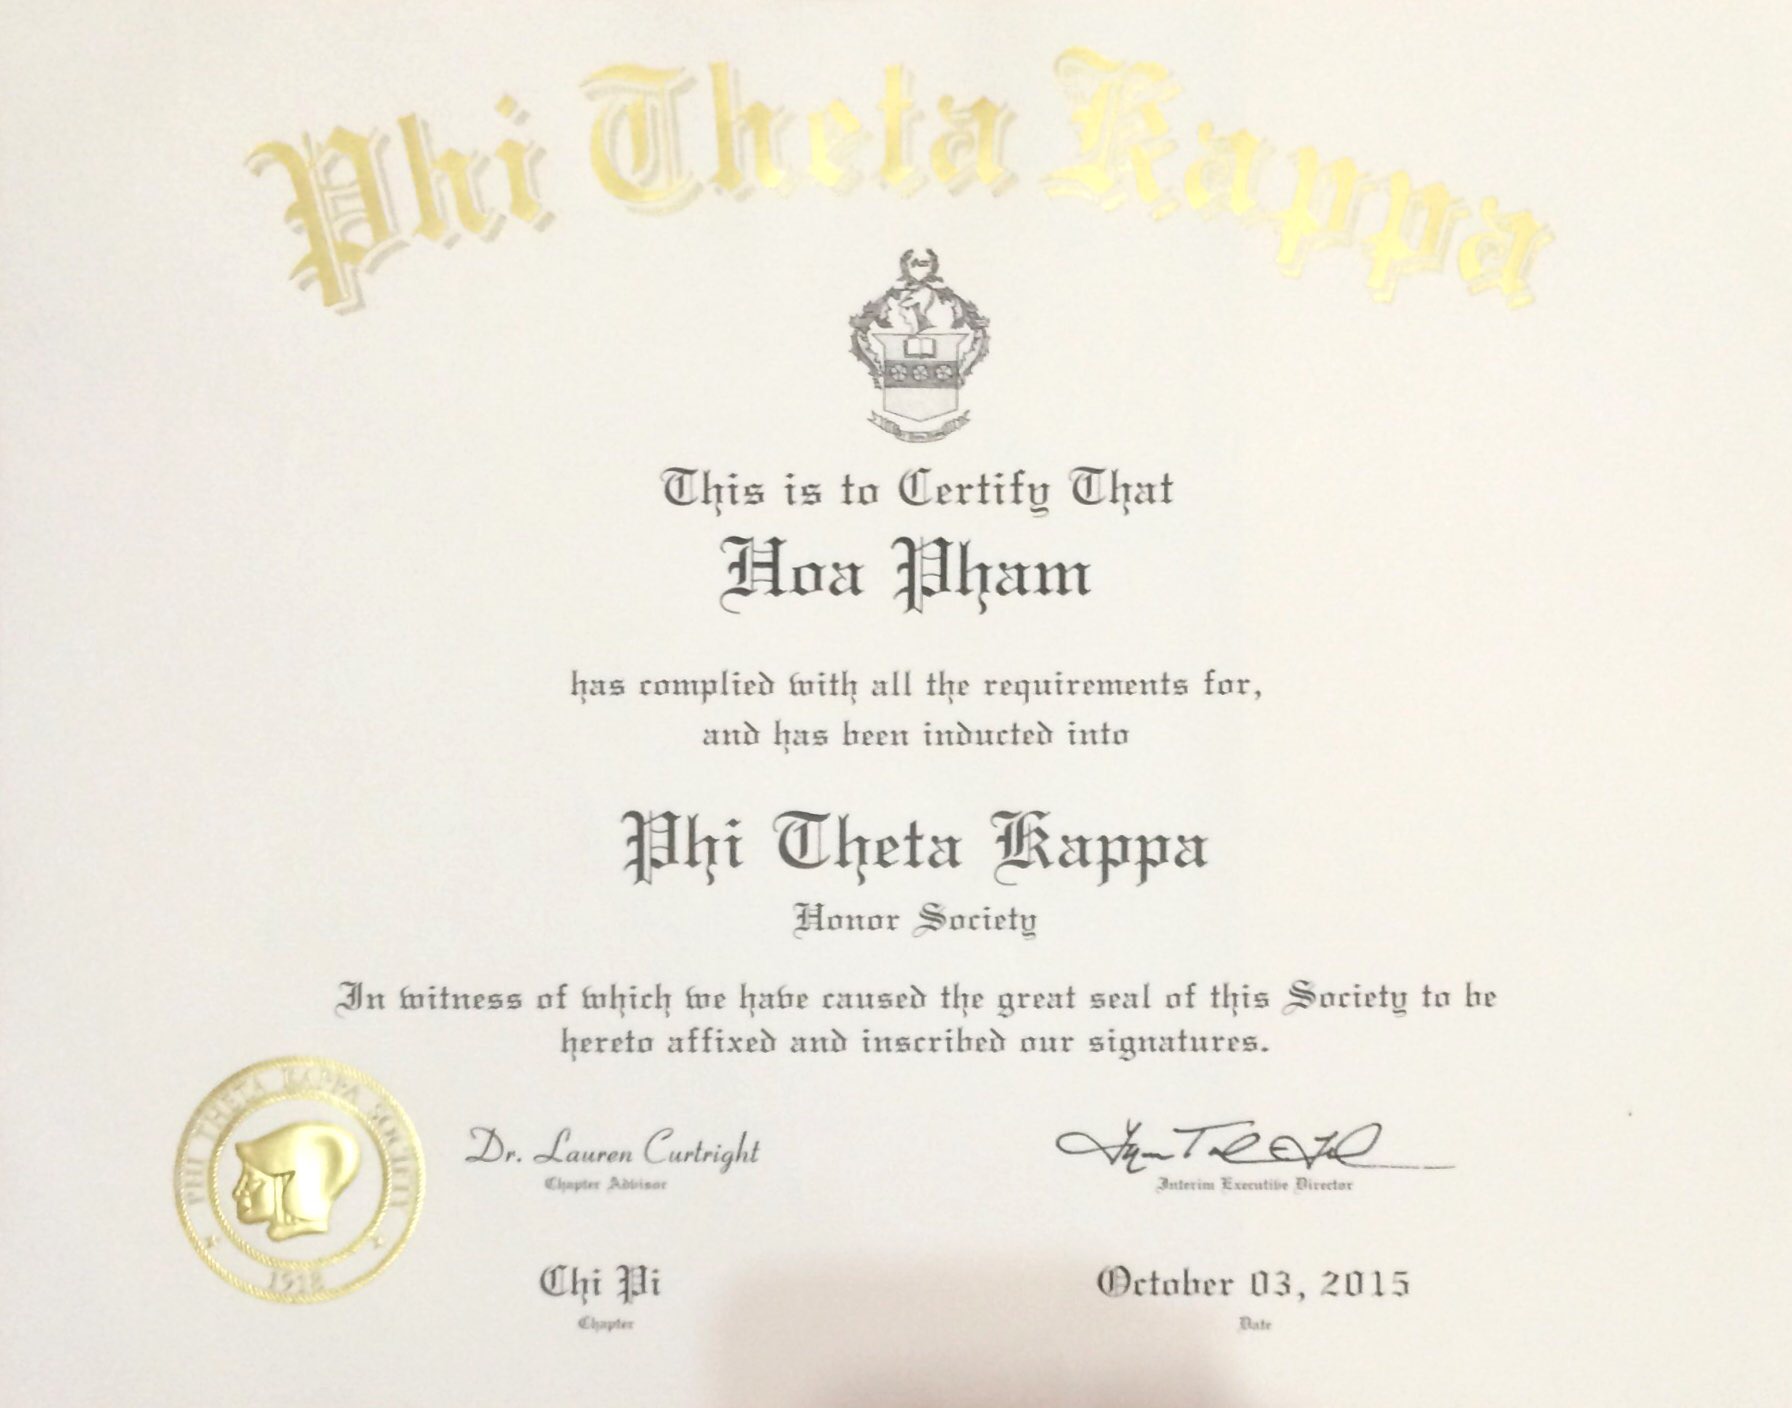 Phi Theta Kappa
This is to Certify That
Hoa Pham
has complied with all the requirements for,
and has been inducted into
Phi Theta Kappa
Honor Society
In witness of which we have caused the great seal of this Society to be
hereto affixed and inscribed our signatures.
PHI THETA KAPPA SOCIETY
1918
Dr. Lauren Curtright
Chapter Advisor
Interim Executive Director
Chi Pi
Chapter
October 03, 2015
Date